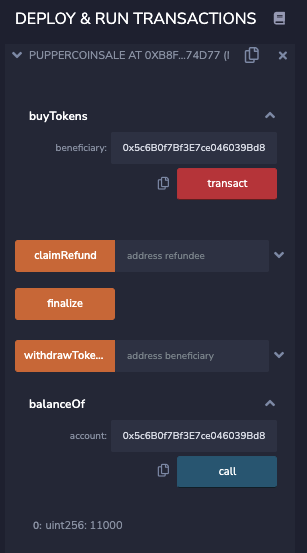 DEPLOY & RUN TRANSACTIONS
PUPPERCOINSALE AT 0XB8F...74D77 (
buyTokens
beneficiary: 0x5c6B0f7Bf3E7ce046039Bd8
transact
claimRefund address refundee
finalize
withdrawToke... address beneficiary
balanceOf
account: 0x5c6B0f7Bf3E7ce046039Bd8
call
0: uint256: 11000